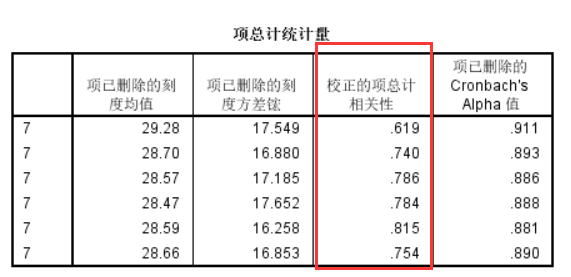 项总计统计量
项已删除的刻度均值 项已删除的刻度方差 校正的项总计相关性 项已删除的 Cronbach's Alpha 值
7 29.28 17.549 .619 .911
7 28.70 16.880 .740 .893
7 28.57 17.185 .786 .886
7 28.47 17.652 .784 .888
7 28.59 16.258 .815 .881
7 28.66 16.853 .754 .890